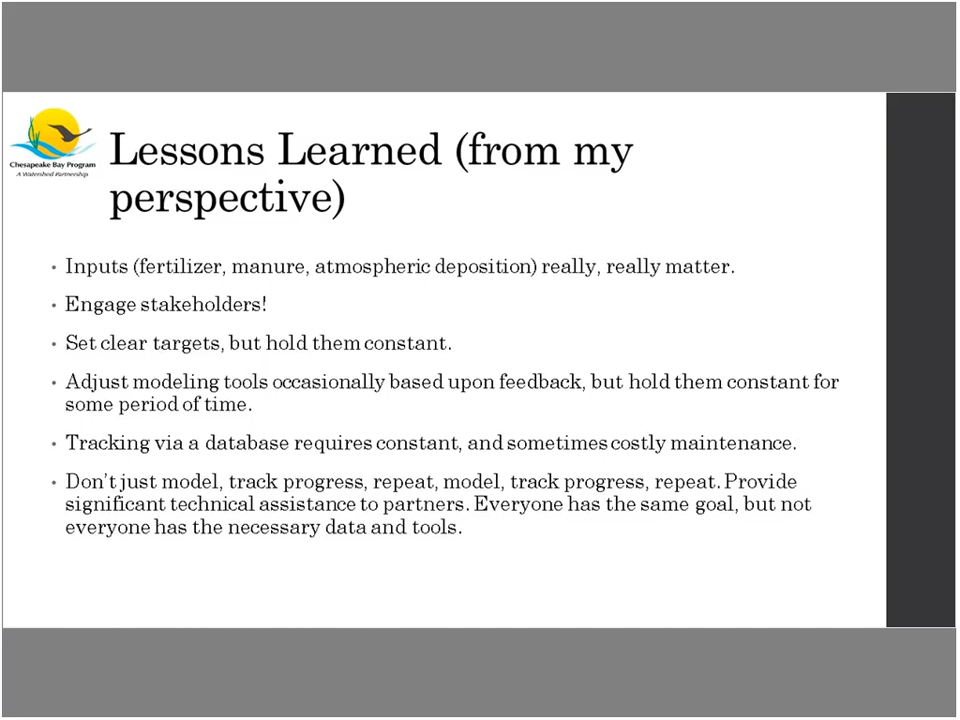 Chesapeake Bay Program
A Watershed Partnership
Lessons Learned (from my
perspective)
• Inputs (fertilizer, manure, atmospheric deposition) really, really matter.
• Engage stakeholders!
• Set clear targets, but hold them constant.
• Adjust modeling tools occasionally based upon feedback, but hold them constant for
some period of time.
• Tracking via a database requires constant, and sometimes costly maintenance.
• Don’t just model, track progress, repeat, model, track progress, repeat. Provide
significant technical assistance to partners. Everyone has the same goal, but not
everyone has the necessary data and tools.